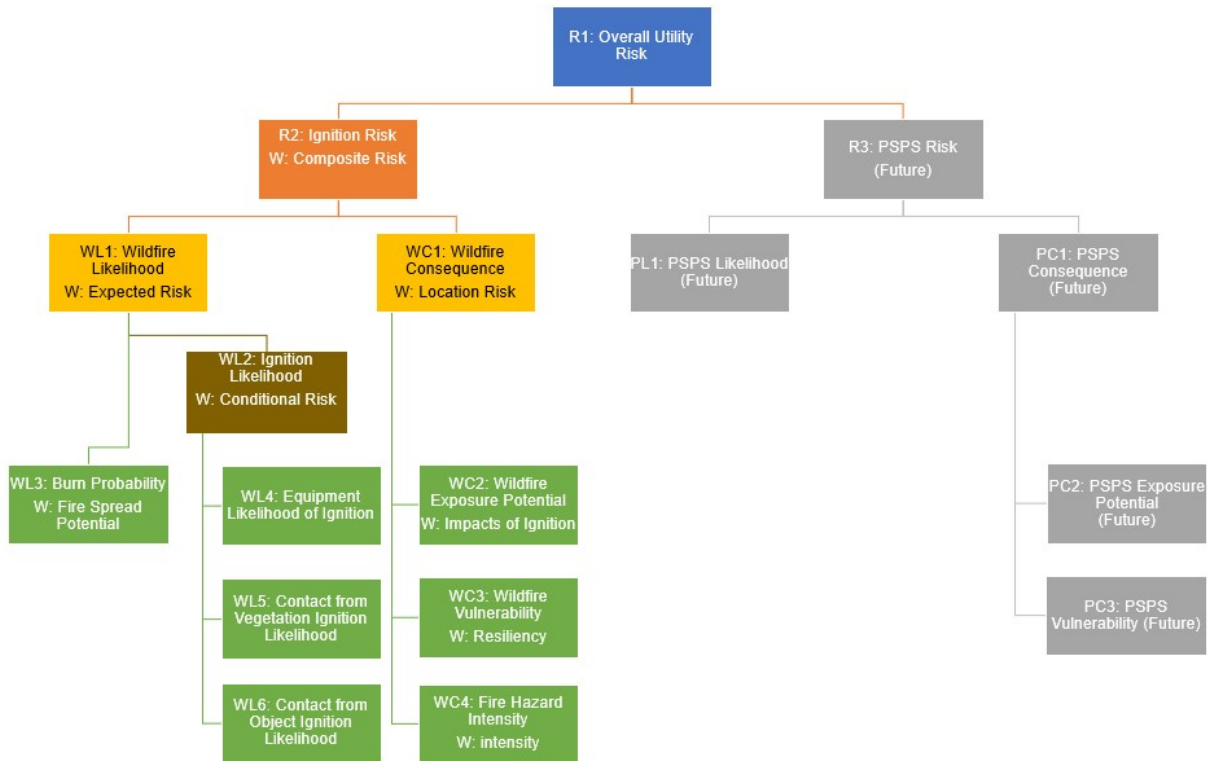 R1: Overall Utility
Risk
R2: Ignition Risk
W: Composite Risk
R3: PSPS Risk
(Future)
WL1: Wildfire
Likelihood
W: Expected Risk
WC1: Wildfire
Consequence
W: Location Risk
PL1: PSPS Likelihood
(Future)
PC1: PSPS
Consequence
(Future)
WL2: Ignition
Likelihood
W: Conditional Risk
WL3: Burn Probability
W: Fire Spread
Potential
WL4: Equipment
Likelihood of Ignition
WC2: Wildfire
Exposure Potential
W: Impacts of Ignition
PC2: PSPS Exposure
Potential
(Future)
WL5: Contact from
Vegetation Ignition
Likelihood
WC3: Wildfire
Vulnerability
W: Resiliency
PC3: PSPS
Vulnerability (Future)
WL6: Contact from
Object Ignition
Likelihood
WC4: Fire Hazard
Intensity
W: intensity